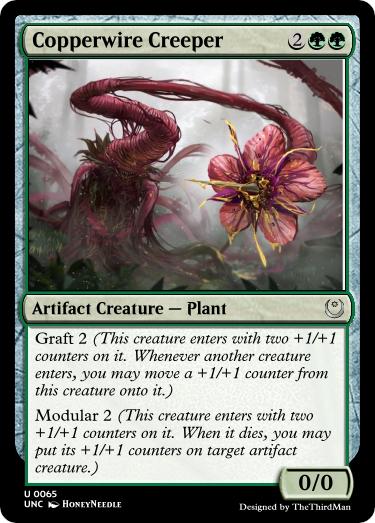 Copperwire Creeper 2
Artifact Creature — Plant
Graft 2 (This creature enters with two +1/+1
counters on it. Whenever another creature
enters, you may move a +1/+1 counter from
this creature onto it.)
Modular 2 (This creature enters with two
+1/+1 counters on it. When it dies, you may
put its +1/+1 counters on target artifact
creature.)
0/0
U 0065
UNC HoneyNeedle
Designed by TheThirdMan